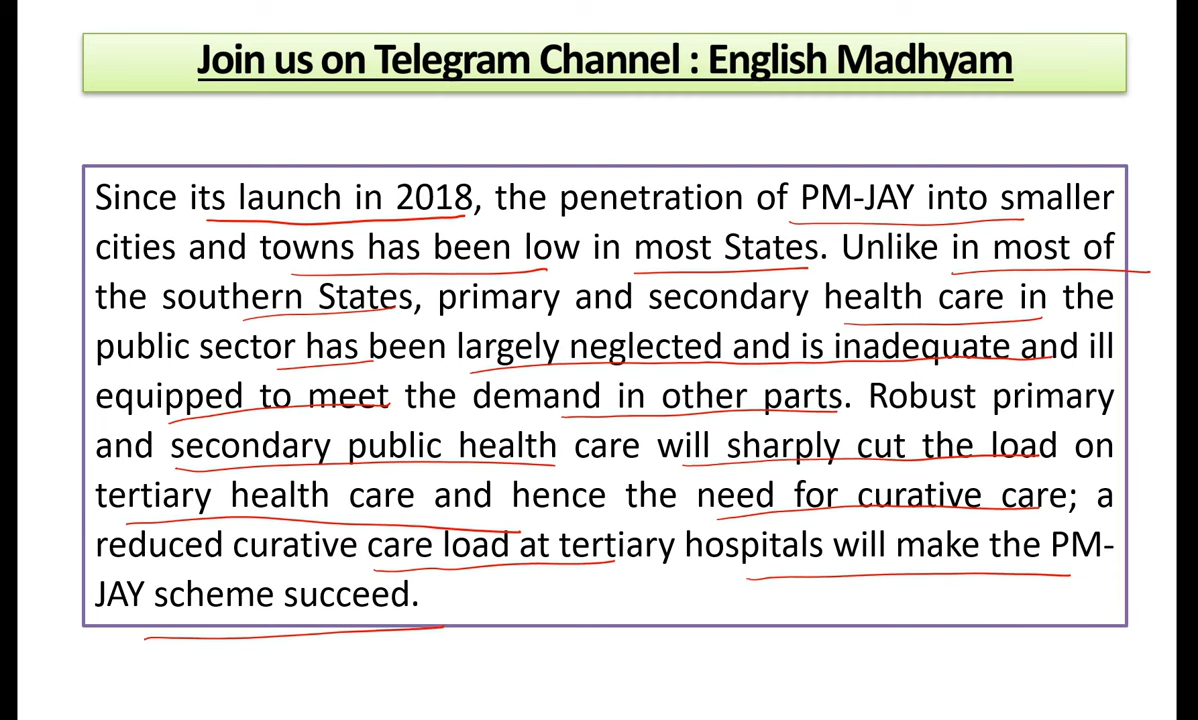 Join us on Telegram Channel : English Madhyam
Since its launch in 2018, the penetration of PM-JAY into smaller
cities and towns has been low in most States. Unlike in most of
the southern States, primary and secondary health care in the
public sector has been largely neglected and is inadequate and ill
equipped to meet the demand in other parts. Robust primary
and secondary public health care will sharply cut the load on
tertiary health care and hence the need for curative care; a
reduced curative care load at tertiary hospitals will make the PM-
JAY scheme succeed.